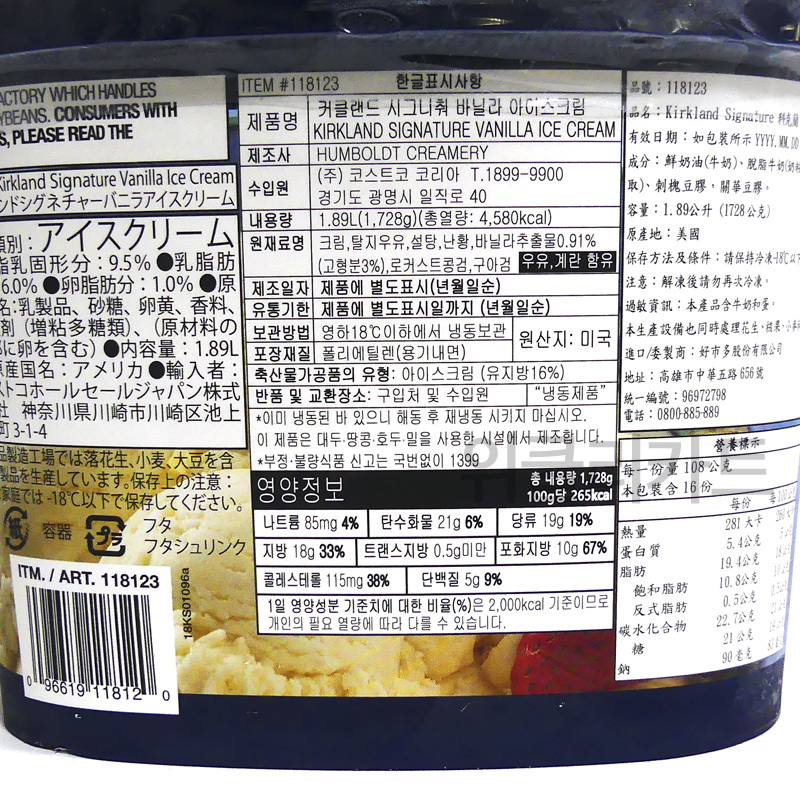 ACTORY WHICH HANDLES
YBEANS. CONSUMERS WITH
S, PLEASE READ THE
Kirkland Signature Vanilla Ice Cream
ンドシグネチャーバニラアイスクリーム
類別：アイスクリーム
脂乳固形分：9.5% ●乳脂肪
6.0% ●卵脂肪分：1.0% ●原
名:乳製品、砂糖、卵黄、香料、
剤（増粘多糖類）、（原材料の
部に卵を含む）●内容量：1.89L
原産国名：アメリカ●輸入者：
ストコホールセールジャパン株式
社 神奈川県川崎市川崎区池上
町3-1-4
品製造工場では落花生、小麦、大豆を含
製品を生産しています。保存上の注意：
家庭では -18℃以下で保存してください。
紙 容器 プラ フタ
フタシュリンク
ITM. / ART. 118123
0 96619 11812 0
18KS01096a
ITEM #118123 한글표시사항
제품명 커클랜드 시그니춰 바닐라 아이스크림
KIRKLAND SIGNATURE VANILLA ICE CREAM
제조사 HUMBOLDT CREAMERY
수입원 (주) 코스트코 코리아 T.1899-9900
경기도 광명시 일직로 40
내용량 1.89L(1,728g)(총열량: 4,580kcal)
원재료명 크림,탈지우유,설탕,난황,바닐라추출물0.91%
(고형분3%),로커스트콩검,구아검 우유,계란 함유
제조일자 제품에 별도표시(년월일순)
유통기한 제품에 별도표시일까지 (년월일순)
보관방법 영하18℃이하에서 냉동보관 원산지: 미국
포장재질 폴리에틸렌(용기내면)
축산물가공품의 유형: 아이스크림 (유지방16%)
반품 및 교환장소: 구입처 및 수입원 "냉동제품"
*이미 냉동된 바 있으니 해동 후 재냉동 시키지 마십시오.
이 제품은 대두·땅콩·호두·밀을 사용한 시설에서 제조합니다.
*부정·불량식품 신고는 국번없이 1399
영양정보 총 내용량 1,728g
100g당 265kcal
나트륨 85mg 4% 탄수화물 21g 6% 당류 19g 19%
지방 18g 33% 트랜스지방 0.5g미만 포화지방 10g 67%
콜레스테롤 115mg 38% 단백질 5g 9%
1일 영양성분 기준치에 대한 비율(%)은 2,000kcal 기준이므로
개인의 필요 열량에 따라 다를 수 있습니다.
品號：118123
品名：Kirkland Signature 科克蘭
有效日期：如包裝所示 YYYY.MM.DD
成分：鮮奶油(牛奶)、脫脂牛奶
取)、刺槐豆膠，關華豆膠。
容量：1.89公升 (1728公克)
原產地：美國
保存方法及條件：請保持冷凍-18℃以下
注意：解凍後請勿再次冷凍。
過敏資訊：本產品含牛奶和蛋。
本生產設備也同時處理花生，核果，小麥
進口/委製商：好市多股份有限公司
地址：高雄市中華五路 656 號
統一編號：96972798
電話：0800-885-889
營養標示
每一份量 108 公克
本包裝含 16 份
每份
熱量 281 大卡
蛋白質 5.4公克
脂肪 19.4公克
飽和脂肪 10.8公克
反式脂肪 0.5公克
碳水化合物 22.7公克
糖 21公克
鈉 90毫克
위클리카트